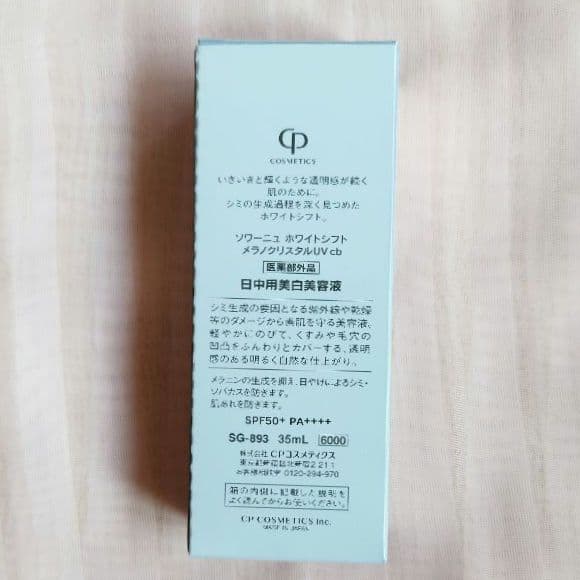 CP
COSMETICS
いきいきと輝くような透明感が続く
肌のために。
シミの生成過程を深く見つめた
ホワイトシフト。
ソワーニュ ホワイトシフト
メラノクリスタルUV cb
医薬部外品
日中用美白美容液
シミ生成の要因となる紫外線や乾燥
等のダメージから素肌を守る美容液。
軽やかにのびて、くすみや毛穴の
凹凸をふんわりとカバーする、透明
感のある明るく自然な仕上がり。
メラニンの生成を抑え、日やけによるシミ・
ソバカスを防ぎます。
肌あれを防ぎます。
SPF50+ PA++++
SG-893 35mL 6000
株式会社 CPコスメティクス
東京都新宿区北新宿2 21 1
お客様相談室 0120-294-970
箱の内側に記載した説明を
よく読んでからお使いください。
CP COSMETICS Inc.
MADE IN JAPAN